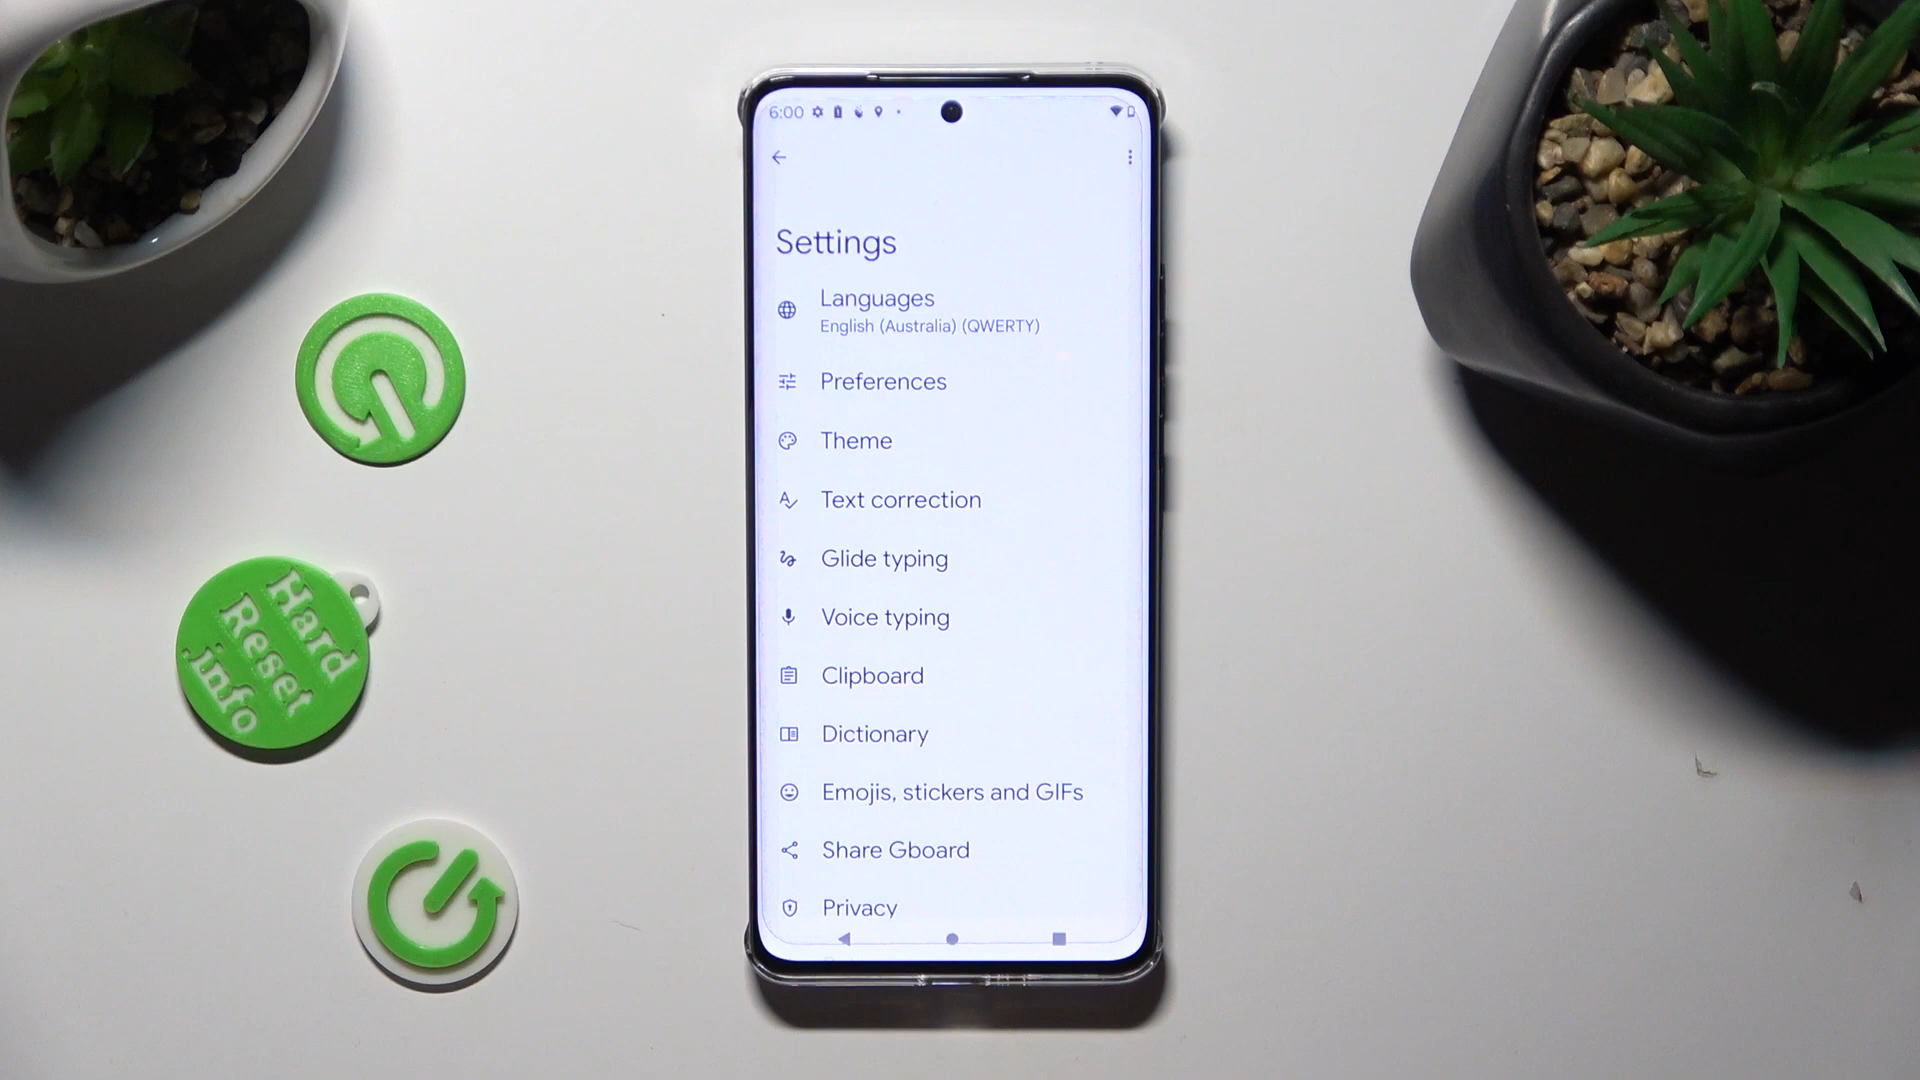 6:00
Settings
Languages
English (Australia) (QWERTY)
Preferences
Theme
Text correction
Glide typing
Voice typing
Clipboard
Dictionary
Emojis, stickers and GIFs
Share Gboard
Privacy
Hard
Reset
.info